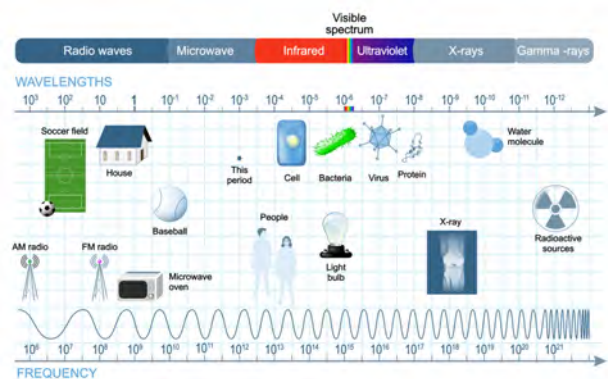 Visible
spectrum
Radio waves Microwave Infrared Ultraviolet X-rays Gamma -rays
WAVELENGTHS
10³ 10² 10 1 10⁻¹ 10⁻² 10⁻³ 10⁻⁴ 10⁻⁵ 10⁻⁶ 10⁻⁷ 10⁻⁸ 10⁻⁹ 10⁻¹⁰ 10⁻¹¹ 10⁻¹²
Soccer field
House
This
period
Cell
Bacteria
Virus
Protein
Water
molecule
Baseball
People
X-ray
Radioactive
sources
AM radio
FM radio
Microwave
oven
Light
bulb
10⁶ 10⁷ 10⁸ 10⁹ 10¹⁰ 10¹¹ 10¹² 10¹³ 10¹⁴ 10¹⁵ 10¹⁶ 10¹⁷ 10¹⁸ 10¹⁹ 10²⁰ 10²¹
FREQUENCY